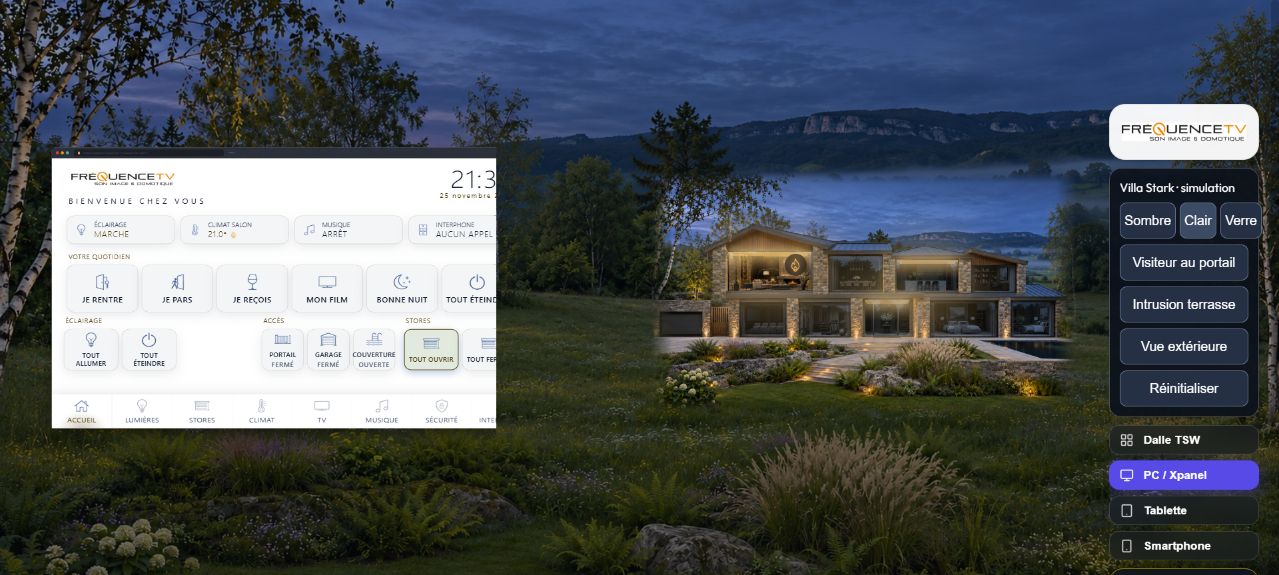 FREQUENCETV
SON IMAGE & DOMOTIQUE
21:3
25 novembre
BIENVENUE CHEZ VOUS
ÉCLAIRAGE
MARCHE
CLIMAT SALON
21.0°
MUSIQUE
ARRÊT
INTERPHONE
AUCUN APPEL
VOTRE QUOTIDIEN
JE RENTRE
JE PARS
JE REÇOIS
MON FILM
BONNE NUIT
TOUT ÉTEIND
ÉCLAIRAGE
ACCÈS
STORES
TOUT
ALLUMER
TOUT
ÉTEINDRE
PORTAIL
FERMÉ
GARAGE
FERMÉ
COUVERTURE
OUVERTE
TOUT OUVRIR
TOUT FER
ACCUEIL
LUMIÈRES
STORES
CLIMAT
TV
MUSIQUE
SÉCURITÉ
INTE
FREQUENCETV
SON IMAGE & DOMOTIQUE
Villa Stark · simulation
Sombre
Clair
Verre
Visiteur au portail
Intrusion terrasse
Vue extérieure
Réinitialiser
Dalle TSW
PC / Xpanel
Tablette
Smartphone